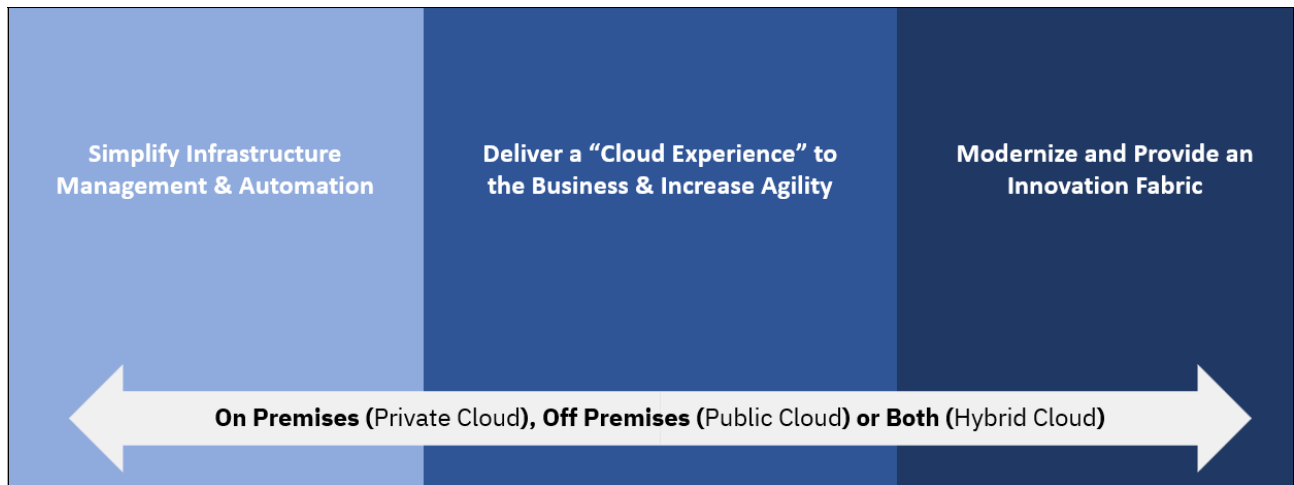 Simplify Infrastructure
Management & Automation
Deliver a “Cloud Experience” to
the Business & Increase Agility
Modernize and Provide an
Innovation Fabric
On Premises (Private Cloud), Off Premises (Public Cloud) or Both (Hybrid Cloud)